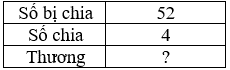 Số bị chia 52
Số chia 4
Thương ?